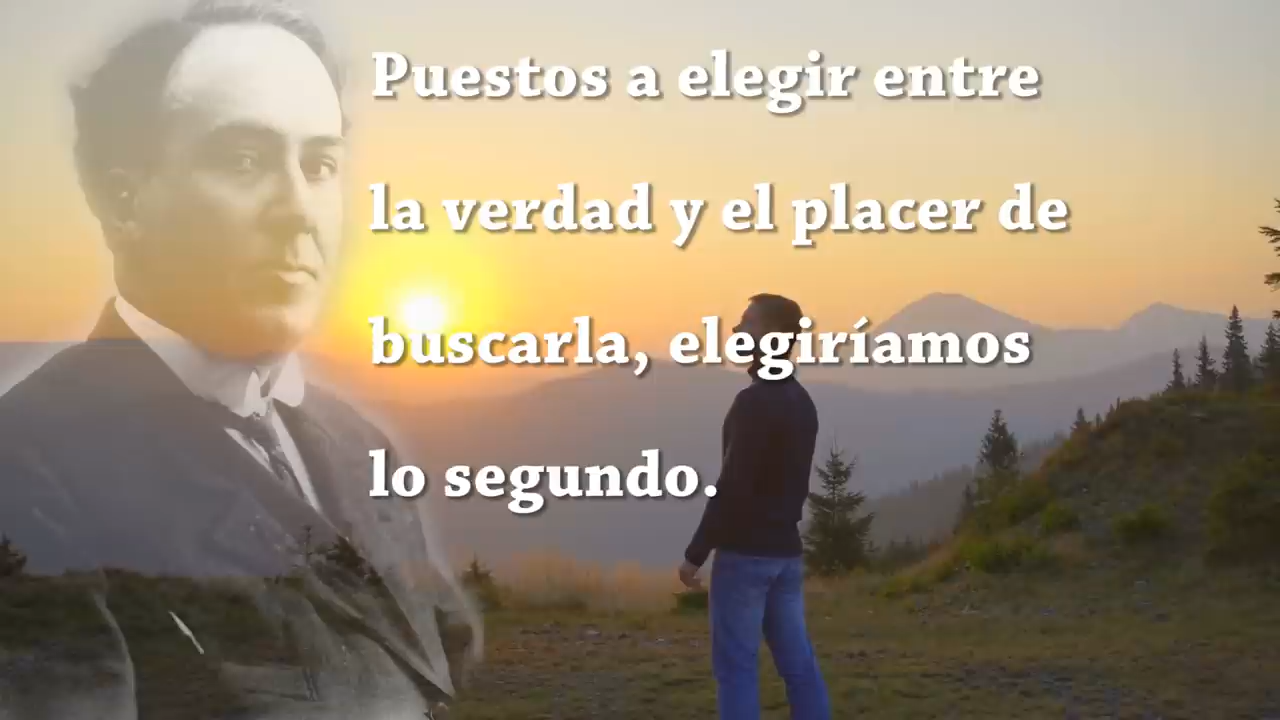 Puestos a elegir entre
la verdad y el placer de
buscarla, elegiríamos
lo segundo.